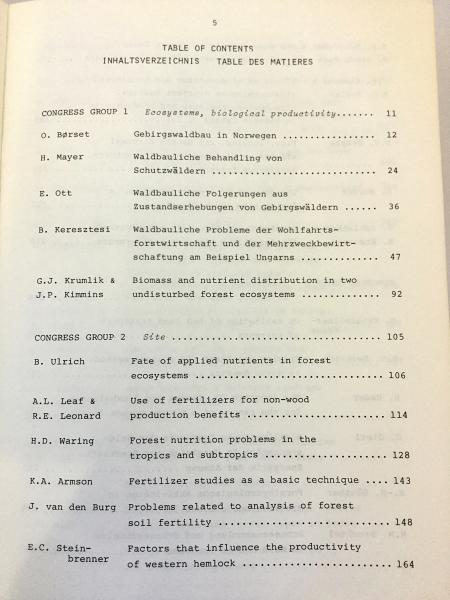 5
TABLE OF CONTENTS
INHALTSVERZEICHNIS TABLE DES MATIERES
CONGRESS GROUP 1 Ecosystems, biological productivity....... 11
O. Børset Gebirgswaldbau in Norwegen ................ 12
H. Mayer Waldbauliche Behandlung von
Schutzwäldern ............................ 24
E. Ott Waldbauliche Folgerungen aus
Zustandserhebungen von Gebirgswäldern ...... 36
B. Keresztesi Waldbauliche Probleme der Wohlfahrts-
forstwirtschaft und der Mehrzweckbewirt-
schaftung am Beispiel Ungarns .............. 47
G.J. Krumlik & Biomass and nutrient distribution in two
J.P. Kimmins undisturbed forest ecosystems .............. 92
CONGRESS GROUP 2 Site ................................... 105
B. Ulrich Fate of applied nutrients in forest
ecosystems ................................ 106
A.L. Leaf & Use of fertilizers for non-wood
R.E. Leonard production benefits ....................... 114
H.D. Waring Forest nutrition problems in the
tropics and subtropics .................... 128
K.A. Armson Fertilizer studies as a basic technique .... 143
J. van den Burg Problems related to analysis of forest
soil fertility ............................ 148
E.C. Stein- Factors that influence the productivity
brenner of western hemlock ........................ 164